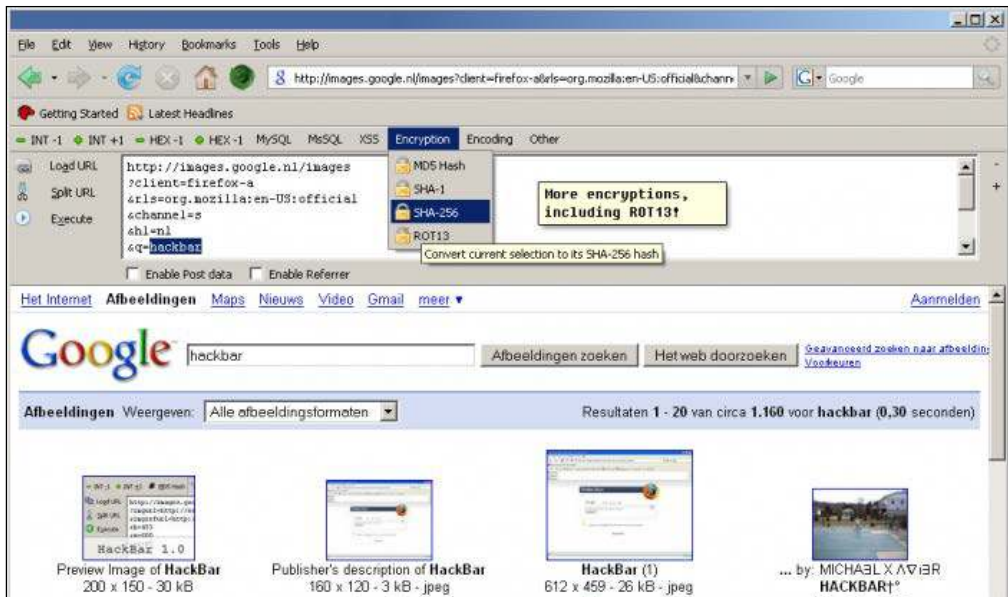 File Edit View History Bookmarks Tools Help
http://images.google.nl/images?client=firefox-a&rls=org.mozilla:en-US:official&chann
G Google
Getting Started Latest Headlines
INT -1 INT +1 HEX -1 HEX -1 MySQL MsSQL XSS Encryption Encoding Other
Load URL
Split URL
Execute
http://images.google.nl/images
?client=firefox-a
&rls=org.mozilla:en-US:official
&channel=s
&hl=nl
&q=hackbar
MD5 Hash
SHA-1
SHA-256
ROT13
More encryptions,
including ROT13!
Convert current selection to its SHA-256 hash
Enable Post data Enable Referrer
Het Internet Afbeeldingen Maps Nieuws Video Gmail meer ▼ Aanmelden
Google hackbar Afbeeldingen zoeken Het web doorzoeken
Geavanceerd zoeken naar afbeeldin
Voorkeuren
Afbeeldingen Weergeven: Alle afbeeldingsformaten Resultaten 1 - 20 van circa 1.160 voor hackbar (0,30 seconden)
HackBar 1.0
Preview Image of HackBar
200 x 150 - 30 kB
Publisher's description of HackBar
160 x 120 - 3 kB - jpeg
HackBar (1)
612 x 459 - 26 kB - jpeg
... by: MICHAƎL X ΛVIƎR
HACKBAR†°